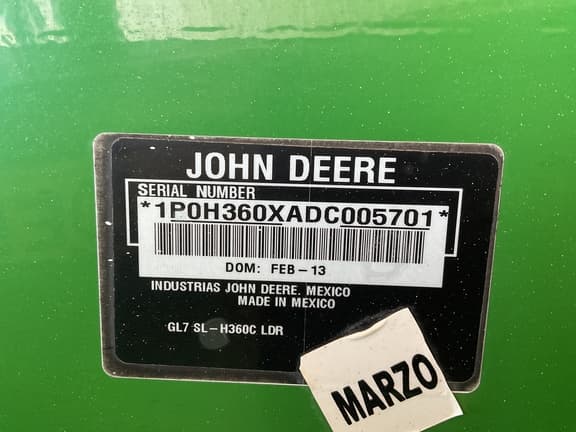 JOHN DEERE
SERIAL NUMBER
*1P0H360XADC005701*
DOM: FEB-13
INDUSTRIAS JOHN DEERE. MEXICO
MADE IN MEXICO
GL7 SL-H360C LDR
MARZO